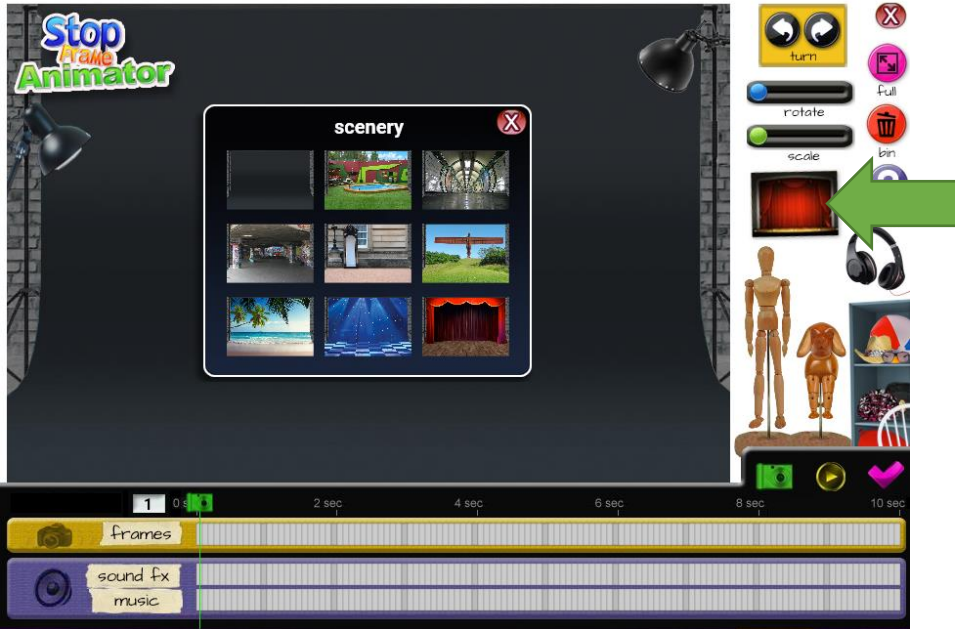 Stop
Frame
Animator
scenery
X
turn
X
full
rotate
bin
scale
1
0 s
2 sec
4 sec
6 sec
8 sec
10 sec
frames
sound fx
music